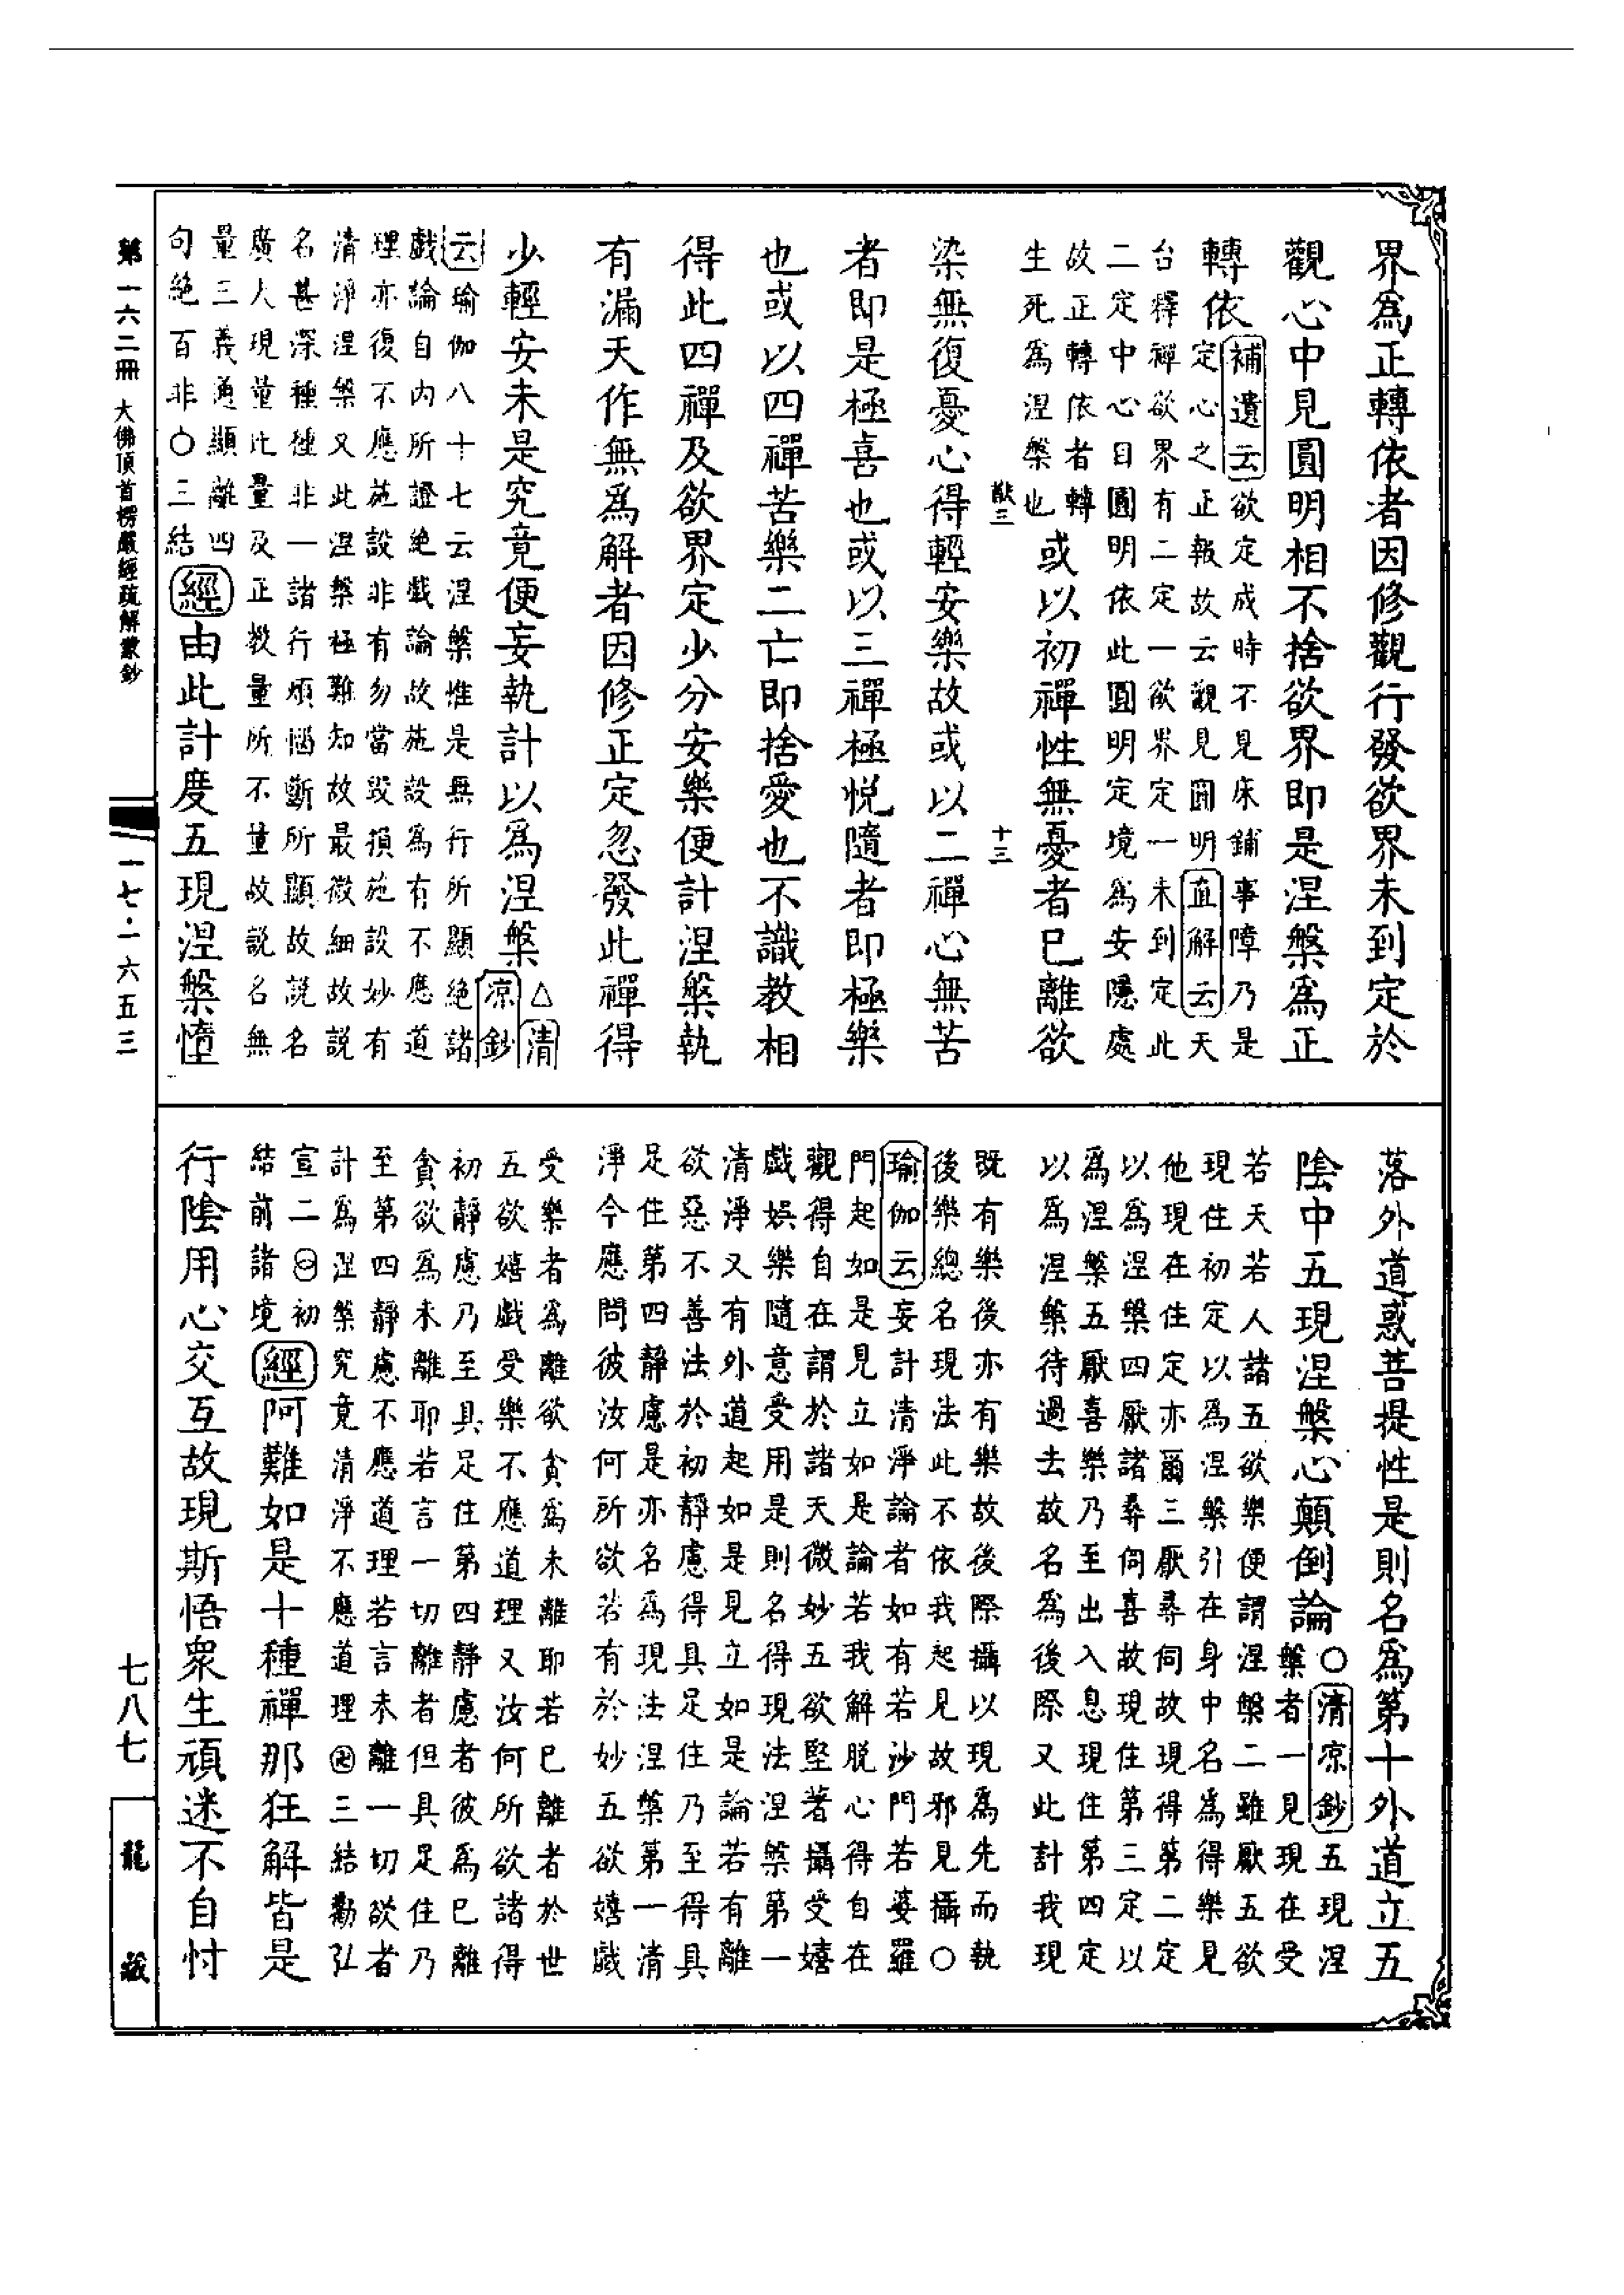 界爲正轉依者因修觀行發欲界未到定於
觀心中見圓明相不捨欲界即是涅槃爲正
轉依
補遺云欲定成時不見床鋪事障乃是
定心之正報故云觀見圓明直解云天
台釋禪欲界有二定一欲界定一未到定此
二定中心目圓明依此圓明定境爲安隱處
故正轉依者轉
生死爲涅槃也
或以初禪性無憂者已離欲
猷三
十三
染無復憂心得輕安樂故或以二禪心無苦
者即是極喜也或以三禪極悅隨者即極樂
也或以四禪苦樂二亡即捨愛也不識教相
得此四禪及欲界定少分安樂便計涅槃執
有漏天作無爲解者因修正定忽發此禪得
少輕安未是究竟便妄執計以爲涅槃
△清
凉鈔
云瑜伽八十七云涅槃惟是無行所顯絶諸
戲論自内所證絶戲論故施設爲有不應道
理亦復不應施設非有勿當毀損施設妙有
清淨涅槃又此涅槃極難知故最微細故說
名甚深種種非一諸行煩惱斷所顯故說名
廣大現量比量及正教量所不量故説名無
量三義通顯離四
句絶百非〇三結
經由此計度五現涅槃墮
落外道惑菩提性是則名爲第十外道立五
陰中五現涅槃心顛倒論
〇清凉鈔五現涅
槃者一見現在受
若天若人諸五欲樂便謂涅槃二雖厭五欲
現住初定以爲涅槃引在身中名爲得樂見
他現在住定亦爾三厭尋伺故現得第二定
以爲涅槃四厭諸尋伺喜故現住第三定以
爲涅槃五厭喜樂乃至出入息現住第四定
以爲涅槃待過去故名爲後際又此計我現
既有樂後亦有樂故後際攝以現爲先而執
後樂總名現法此不依我起見故邪見攝〇
瑜伽云妄計清淨論者如有若沙門若婆羅
門起如是見立如是論若我解脱心得自在
觀得自在謂於諸天微妙五欲堅著攝受嬉
戲娱樂隨意受用是則名得現法涅槃第一
清淨又有外道起如是見立如是論若有離
欲惡不善法於初靜慮得具足住乃至得具
足住第四靜慮是亦名爲現法涅槃第一清
淨今應問彼汝何所欲若有於妙五欲嬉戲
受樂者爲離欲貪爲未離耶若已離者於世
五欲嬉戲受樂不應道理又汝何所欲諸得
初靜慮乃至具足住第四靜慮者彼爲已離
貪欲爲未離耶若言一切離者但具足住乃
至第四靜慮不應道理若言未離一切欲者
計爲涅槃究竟清淨不應道理㊁三結勸弘
宣二㊀初
結前諸境
經阿難如是十種禪那狂解皆是
行陰用心交互故現斯悟衆生頑迷不自忖
第一六二冊
大佛頂首楞嚴經疏解蒙鈔
一七·一六五三
七八七
龍藏